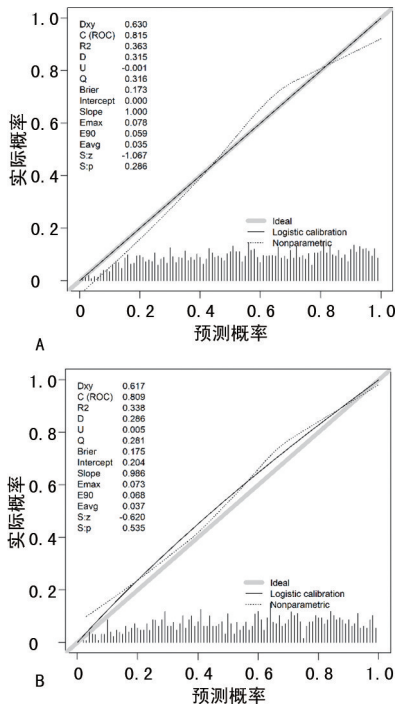 Dxy 0.630
C (ROC) 0.815
R2 0.363
D 0.315
U -0.001
Q 0.316
Brier 0.173
Intercept 0.000
Slope 1.000
Emax 0.078
E90 0.059
Eavg 0.035
S:z -1.067
S:p 0.286
1.0
0.8
0.6
0.4
0.2
0
实际概率
Ideal
Logistic calibration
Nonparametric
0 0.2 0.4 0.6 0.8 1.0
预测概率
A
Dxy 0.617
C (ROC) 0.809
R2 0.338
D 0.286
U 0.005
Q 0.281
Brier 0.175
Intercept 0.204
Slope 0.986
Emax 0.073
E90 0.068
Eavg 0.037
S:z -0.620
S:p 0.535
1.0
0.8
0.6
0.4
0.2
0
实际概率
Ideal
Logistic calibration
Nonparametric
0 0.2 0.4 0.6 0.8 1.0
预测概率
B